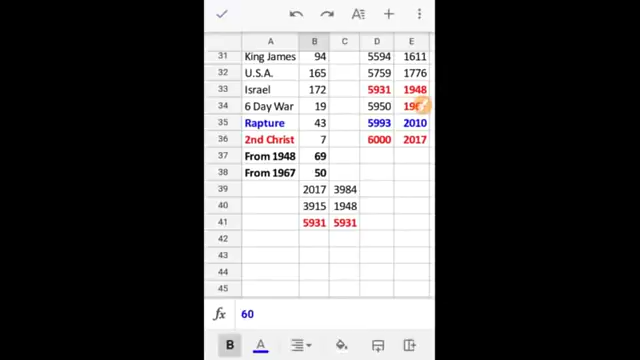 A B C D E
31 King James 94 5594 1611
32 U.S.A. 165 5759 1776
33 Israel 172 5931 1948
34 6 Day War 19 5950
35 Rapture 43 5993 2010
36 2nd Christ 7 6000 2017
37 From 1948 69
38 From 1967 50
39 2017 3984
40 3915 1948
41 5931 5931
42
43
44
45
fx 60
B A